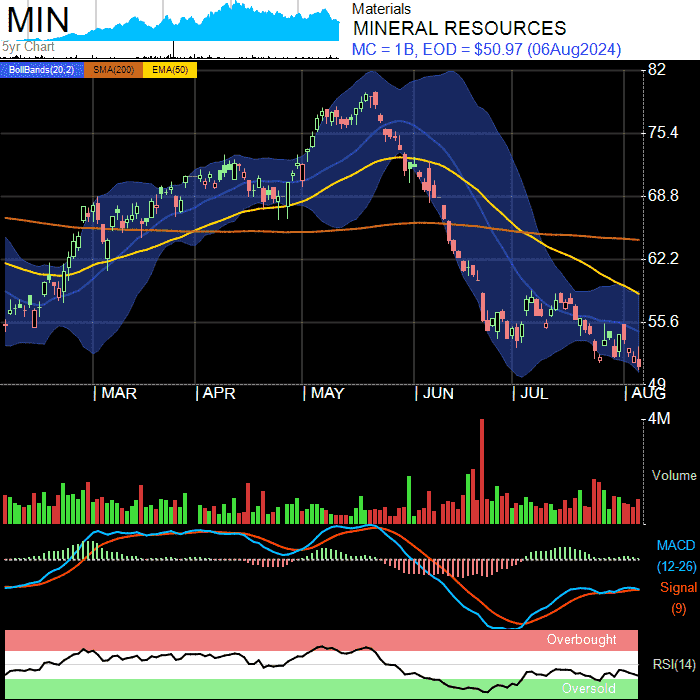 MIN
5yr Chart
Materials
MINERAL RESOURCES
MC = 1B, EOD = $50.97 (06Aug2024)
BollBands(20,2) SMA(200) EMA(50)
82
75.4
68.8
62.2
55.6
49
| MAR | APR | MAY | JUN | JUL | AUG
4M
Volume
MACD
(12-26)
Signal
(9)
Overbought
RSI(14)
Oversold